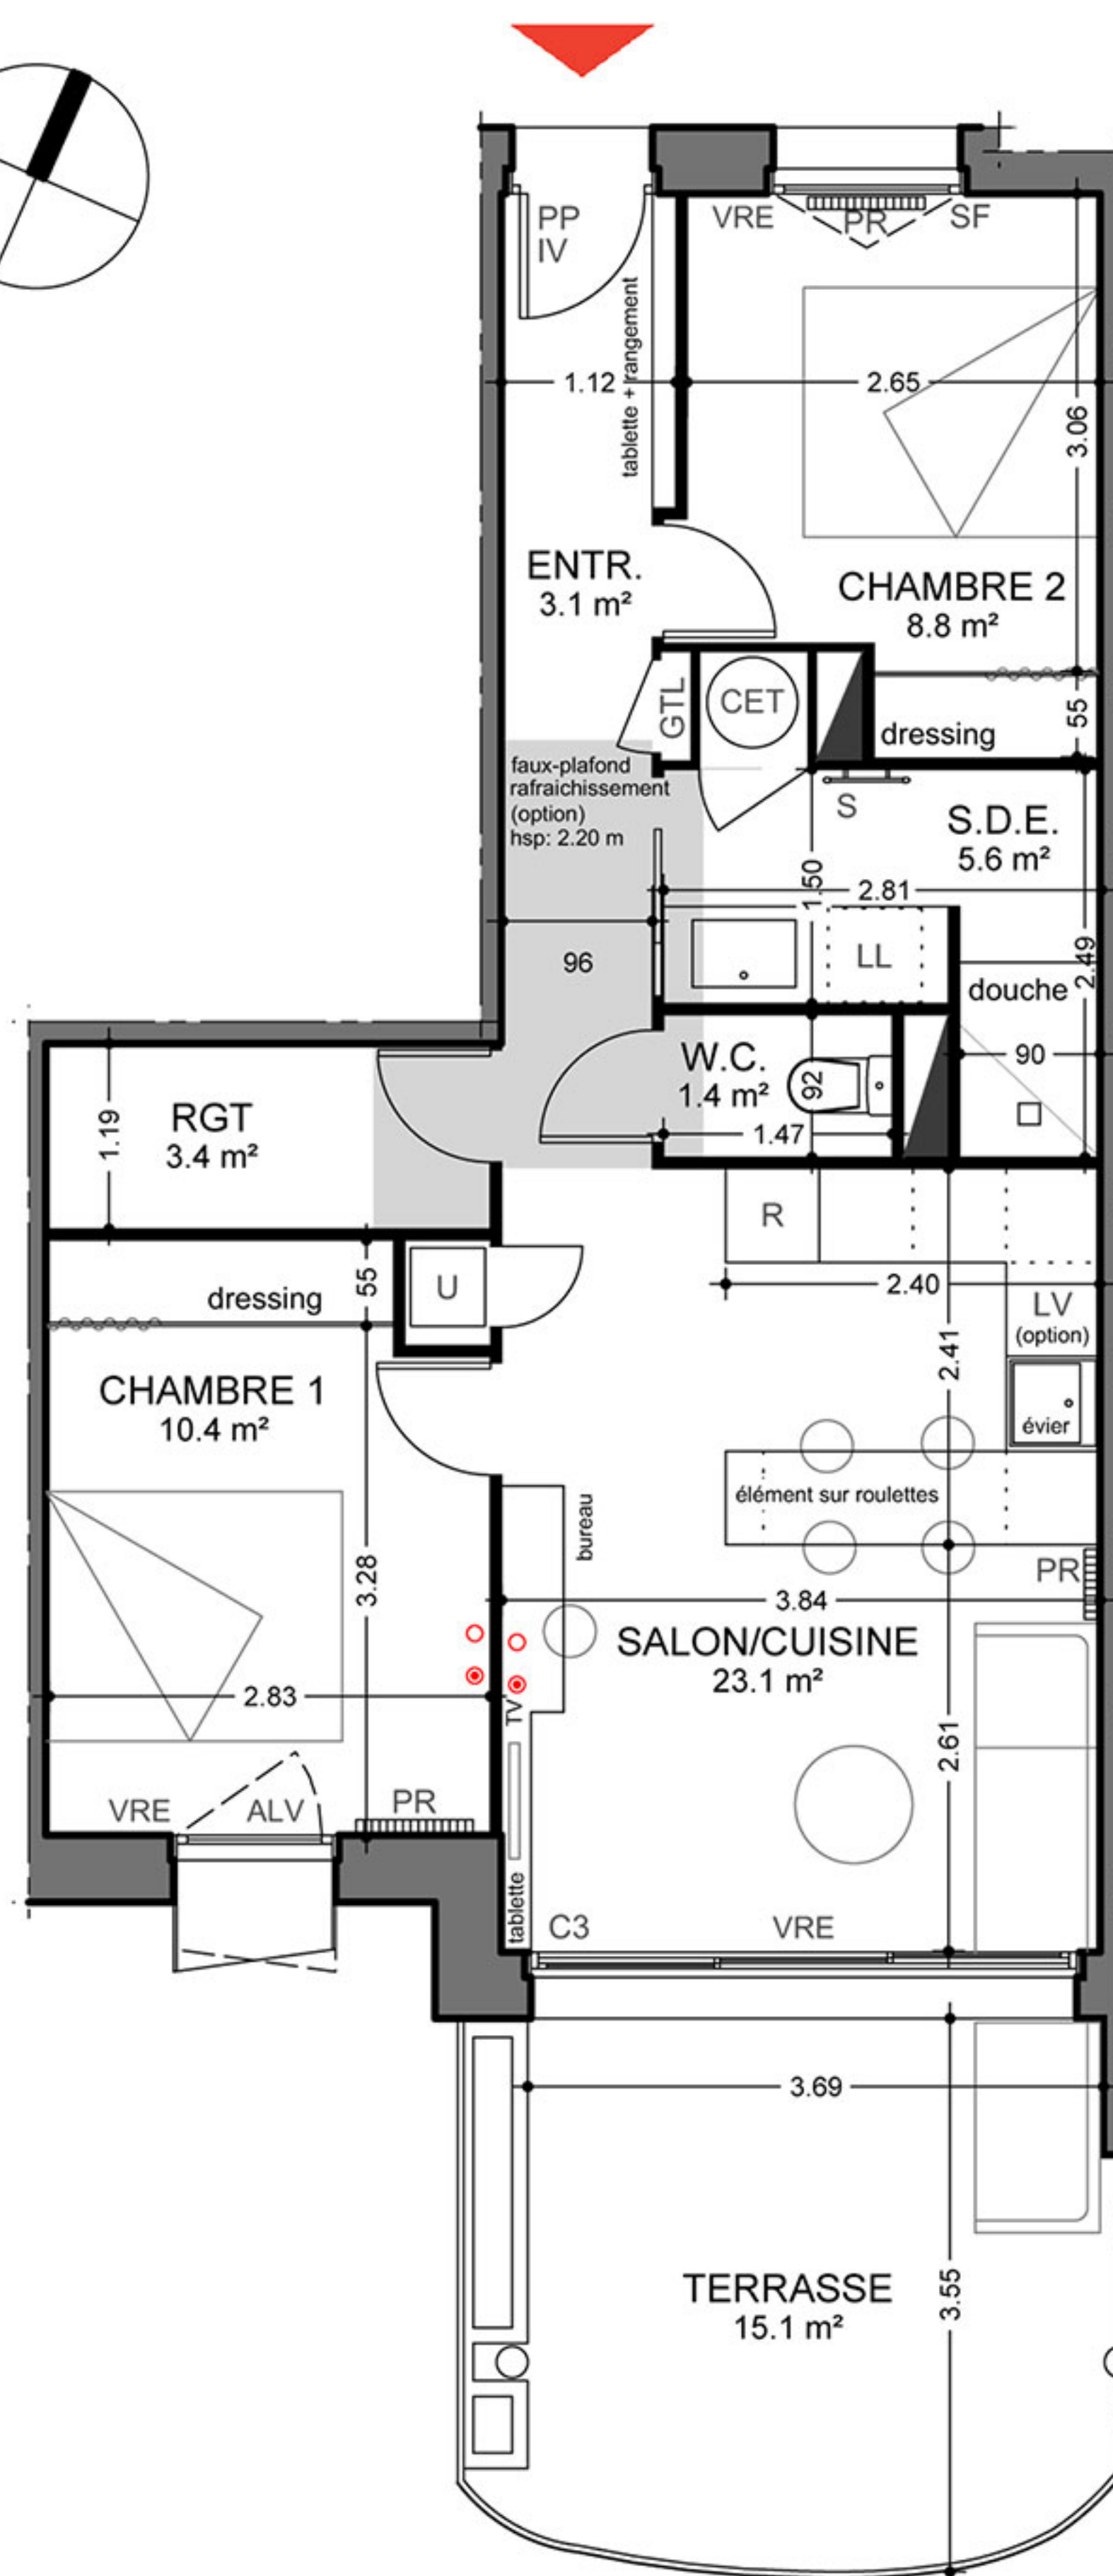 PP
IV
VRE
PR
SF
tablette + rangement
1.12
2.65
3.06
ENTR.
3.1 m²
CHAMBRE 2
8.8 m²
GTL
CET
dressing
55
faux-plafond
rafraichissement
(option)
hsp: 2.20 m
S
S.D.E.
5.6 m²
1.50
2.81
2.49
96
LL
douche
90
W.C.
1.4 m²
92
1.47
RGT
3.4 m²
1.19
R
2.40
LV
(option)
U
dressing
55
2.41
évier
CHAMBRE 1
10.4 m²
élément sur roulettes
bureau
3.28
PR
3.84
SALON/CUISINE
23.1 m²
2.83
TV
2.61
VRE
ALV
PR
tablette
C3
VRE
3.69
TERRASSE
15.1 m²
3.55